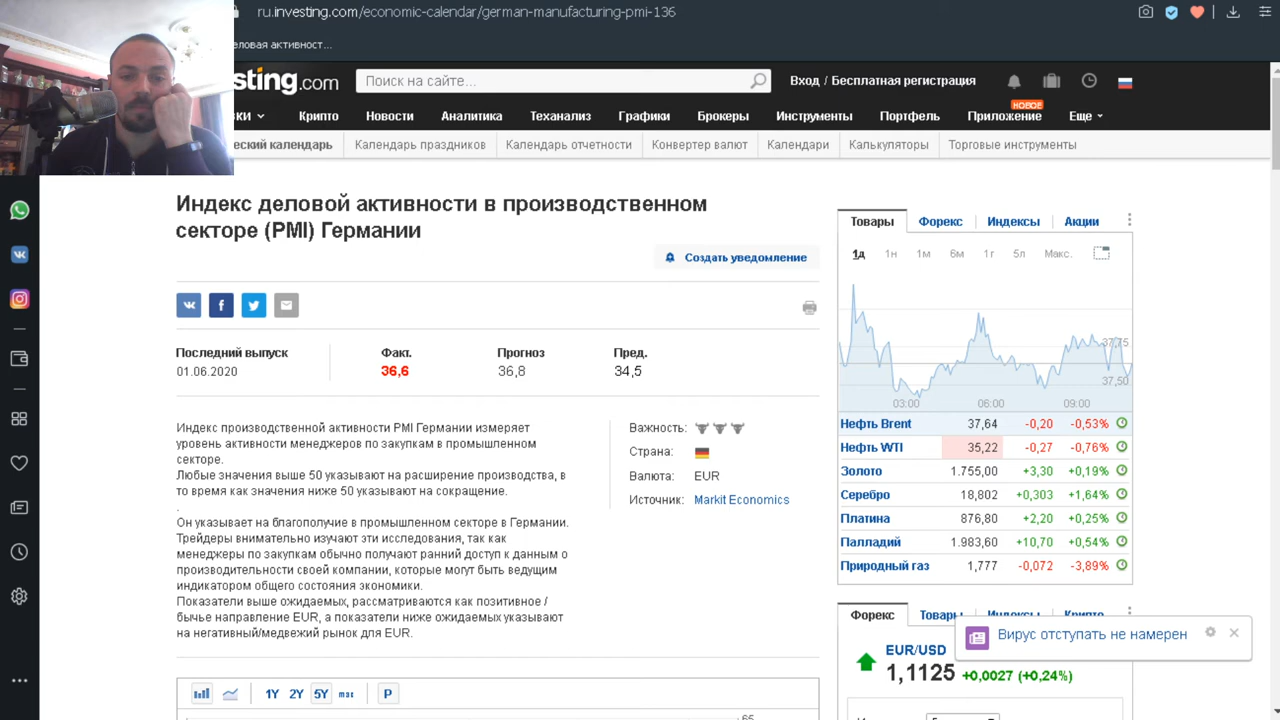 ru.investing.com/economic-calendar/german-manufacturing-pmi-136
еловая активност...
sting.com
Поиск на сайте...
Вход / Бесплатная регистрация
КИ
Крипто
Новости
Аналитика
Теханализ
Графики
Брокеры
Инструменты
Портфель
НОВОЕ
Приложение
Еще
еский календарь
Календарь праздников
Календарь отчетности
Конвертер валют
Календари
Калькуляторы
Торговые инструменты
Индекс деловой активности в производственном
секторе (PMI) Германии
Создать уведомление
Последний выпуск
01.06.2020
Факт.
36,6
Прогноз
36,8
Пред.
34,5
Индекс производственной активности PMI Германии измеряет
уровень активности менеджеров по закупкам в промышленном
секторе.
Любые значения выше 50 указывают на расширение производства, в
то время как значения ниже 50 указывают на сокращение.
.
Он указывает на благополучие в промышленном секторе в Германии.
Трейдеры внимательно изучают эти исследования, так как
менеджеры по закупкам обычно получают ранний доступ к данным о
производительности своей компании, которые могут быть ведущим
индикатором общего состояния экономики.
Показатели выше ожидаемых, рассматриваются как позитивное /
бычье направление EUR, а показатели ниже ожидаемых указывают
на негативный/медвежий рынок для EUR.
Важность:
Страна:
Валюта: EUR
Источник: Markit Economics
1Y 2Y 5Y max P
65
Товары Форекс Индексы Акции
1д 1н 1м 6м 1г 5л Макс.
37,75
37,50
03:00 06:00 09:00
Нефть Brent 37,64 -0,20 -0,53%
Нефть WTI 35,22 -0,27 -0,76%
Золото 1.755,00 +3,30 +0,19%
Серебро 18,802 +0,303 +1,64%
Платина 876,80 +2,20 +0,25%
Палладий 1.983,60 +10,70 +0,54%
Природный газ 1,777 -0,072 -3,89%
Форекс Товары Индексы Крипто
Вирус отступать не намерен
EUR/USD
1,1125 +0,0027 (+0,24%)